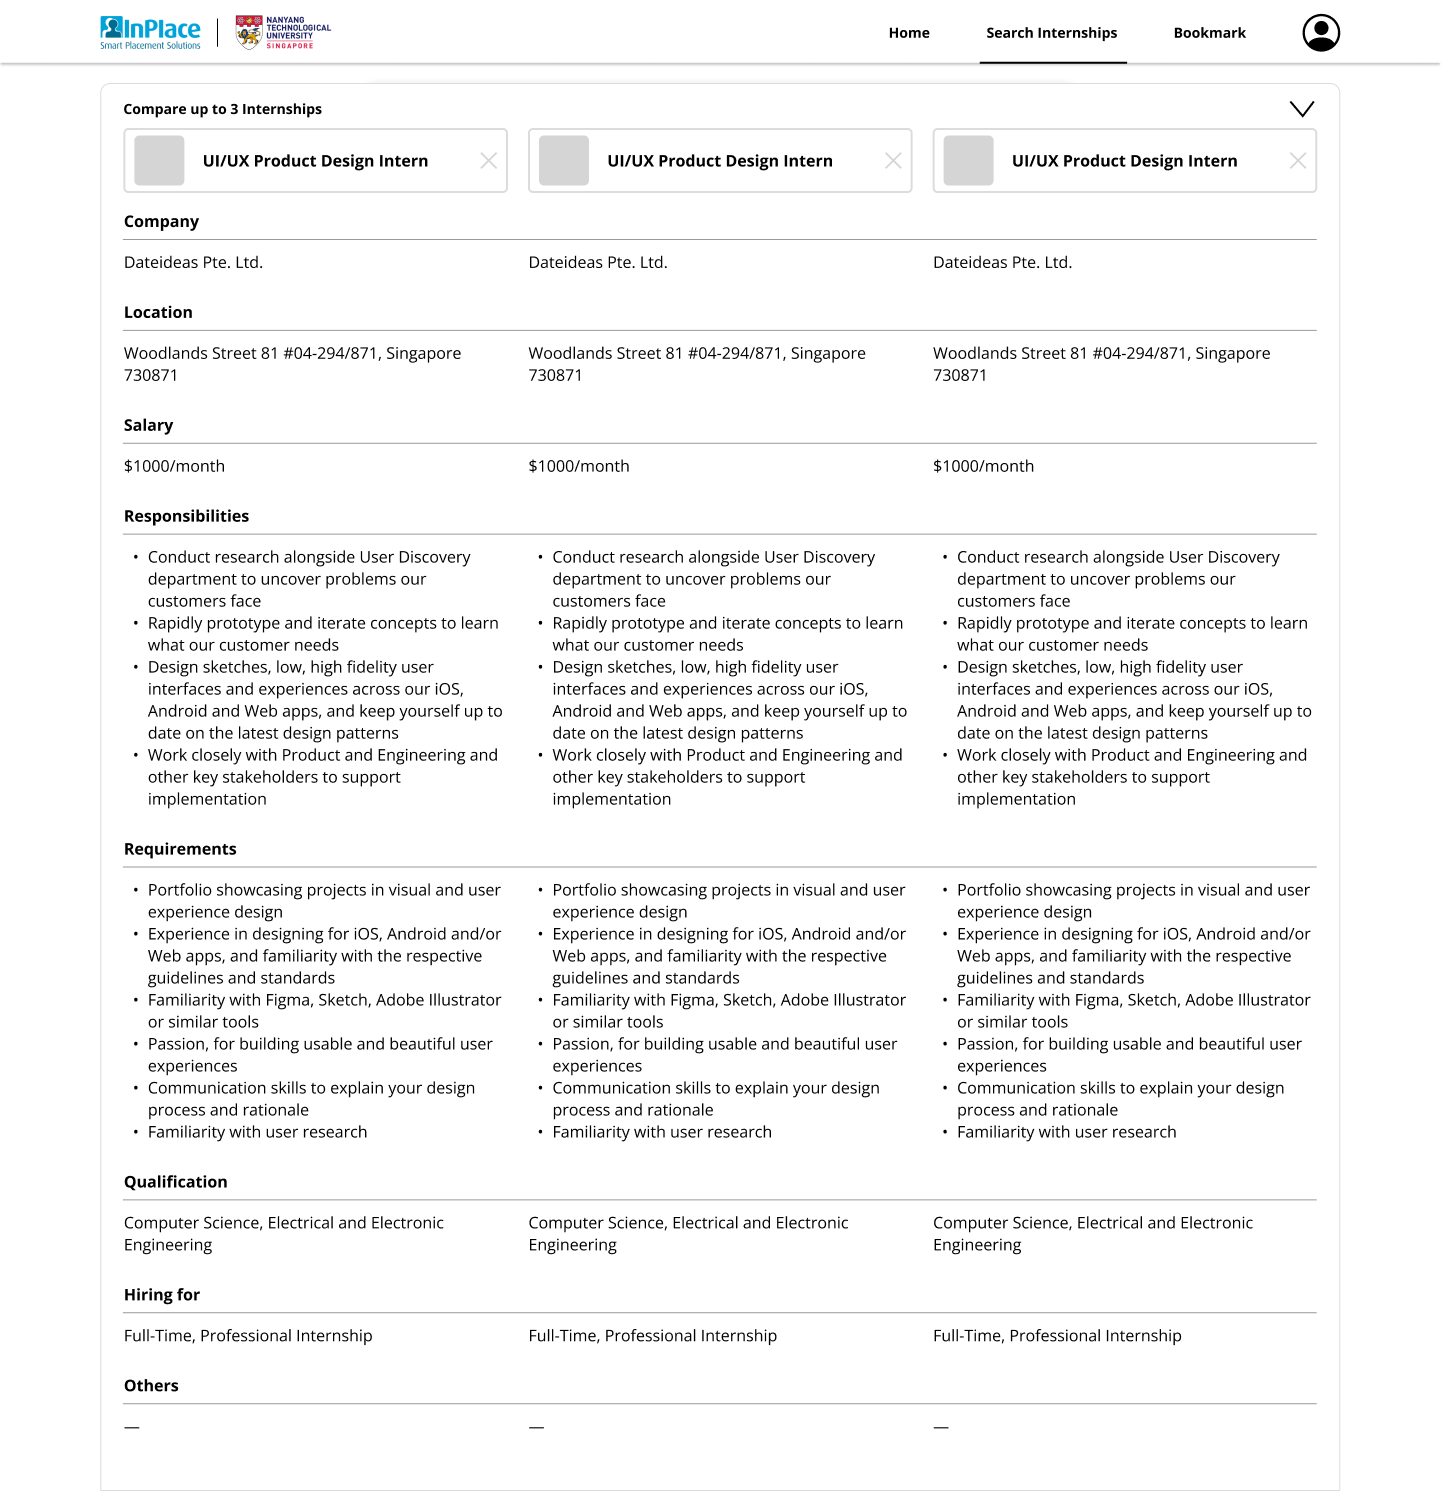 InPlace
Smart Placement Solutions
NANYANG
TECHNOLOGICAL
UNIVERSITY
SINGAPORE
Home
Search Internships
Bookmark
Compare up to 3 Internships
UI/UX Product Design Intern
UI/UX Product Design Intern
UI/UX Product Design Intern
Company
Dateideas Pte. Ltd.
Dateideas Pte. Ltd.
Dateideas Pte. Ltd.
Location
Woodlands Street 81 #04-294/871, Singapore
730871
Woodlands Street 81 #04-294/871, Singapore
730871
Woodlands Street 81 #04-294/871, Singapore
730871
Salary
$1000/month
$1000/month
$1000/month
Responsibilities
• Conduct research alongside User Discovery
department to uncover problems our
customers face
• Rapidly prototype and iterate concepts to learn
what our customer needs
• Design sketches, low, high fidelity user
interfaces and experiences across our iOS,
Android and Web apps, and keep yourself up to
date on the latest design patterns
• Work closely with Product and Engineering and
other key stakeholders to support
implementation
• Conduct research alongside User Discovery
department to uncover problems our
customers face
• Rapidly prototype and iterate concepts to learn
what our customer needs
• Design sketches, low, high fidelity user
interfaces and experiences across our iOS,
Android and Web apps, and keep yourself up to
date on the latest design patterns
• Work closely with Product and Engineering and
other key stakeholders to support
implementation
• Conduct research alongside User Discovery
department to uncover problems our
customers face
• Rapidly prototype and iterate concepts to learn
what our customer needs
• Design sketches, low, high fidelity user
interfaces and experiences across our iOS,
Android and Web apps, and keep yourself up to
date on the latest design patterns
• Work closely with Product and Engineering and
other key stakeholders to support
implementation
Requirements
• Portfolio showcasing projects in visual and user
experience design
• Experience in designing for iOS, Android and/or
Web apps, and familiarity with the respective
guidelines and standards
• Familiarity with Figma, Sketch, Adobe Illustrator
or similar tools
• Passion, for building usable and beautiful user
experiences
• Communication skills to explain your design
process and rationale
• Familiarity with user research
• Portfolio showcasing projects in visual and user
experience design
• Experience in designing for iOS, Android and/or
Web apps, and familiarity with the respective
guidelines and standards
• Familiarity with Figma, Sketch, Adobe Illustrator
or similar tools
• Passion, for building usable and beautiful user
experiences
• Communication skills to explain your design
process and rationale
• Familiarity with user research
• Portfolio showcasing projects in visual and user
experience design
• Experience in designing for iOS, Android and/or
Web apps, and familiarity with the respective
guidelines and standards
• Familiarity with Figma, Sketch, Adobe Illustrator
or similar tools
• Passion, for building usable and beautiful user
experiences
• Communication skills to explain your design
process and rationale
• Familiarity with user research
Qualification
Computer Science, Electrical and Electronic
Engineering
Computer Science, Electrical and Electronic
Engineering
Computer Science, Electrical and Electronic
Engineering
Hiring for
Full-Time, Professional Internship
Full-Time, Professional Internship
Full-Time, Professional Internship
Others
—
—
—